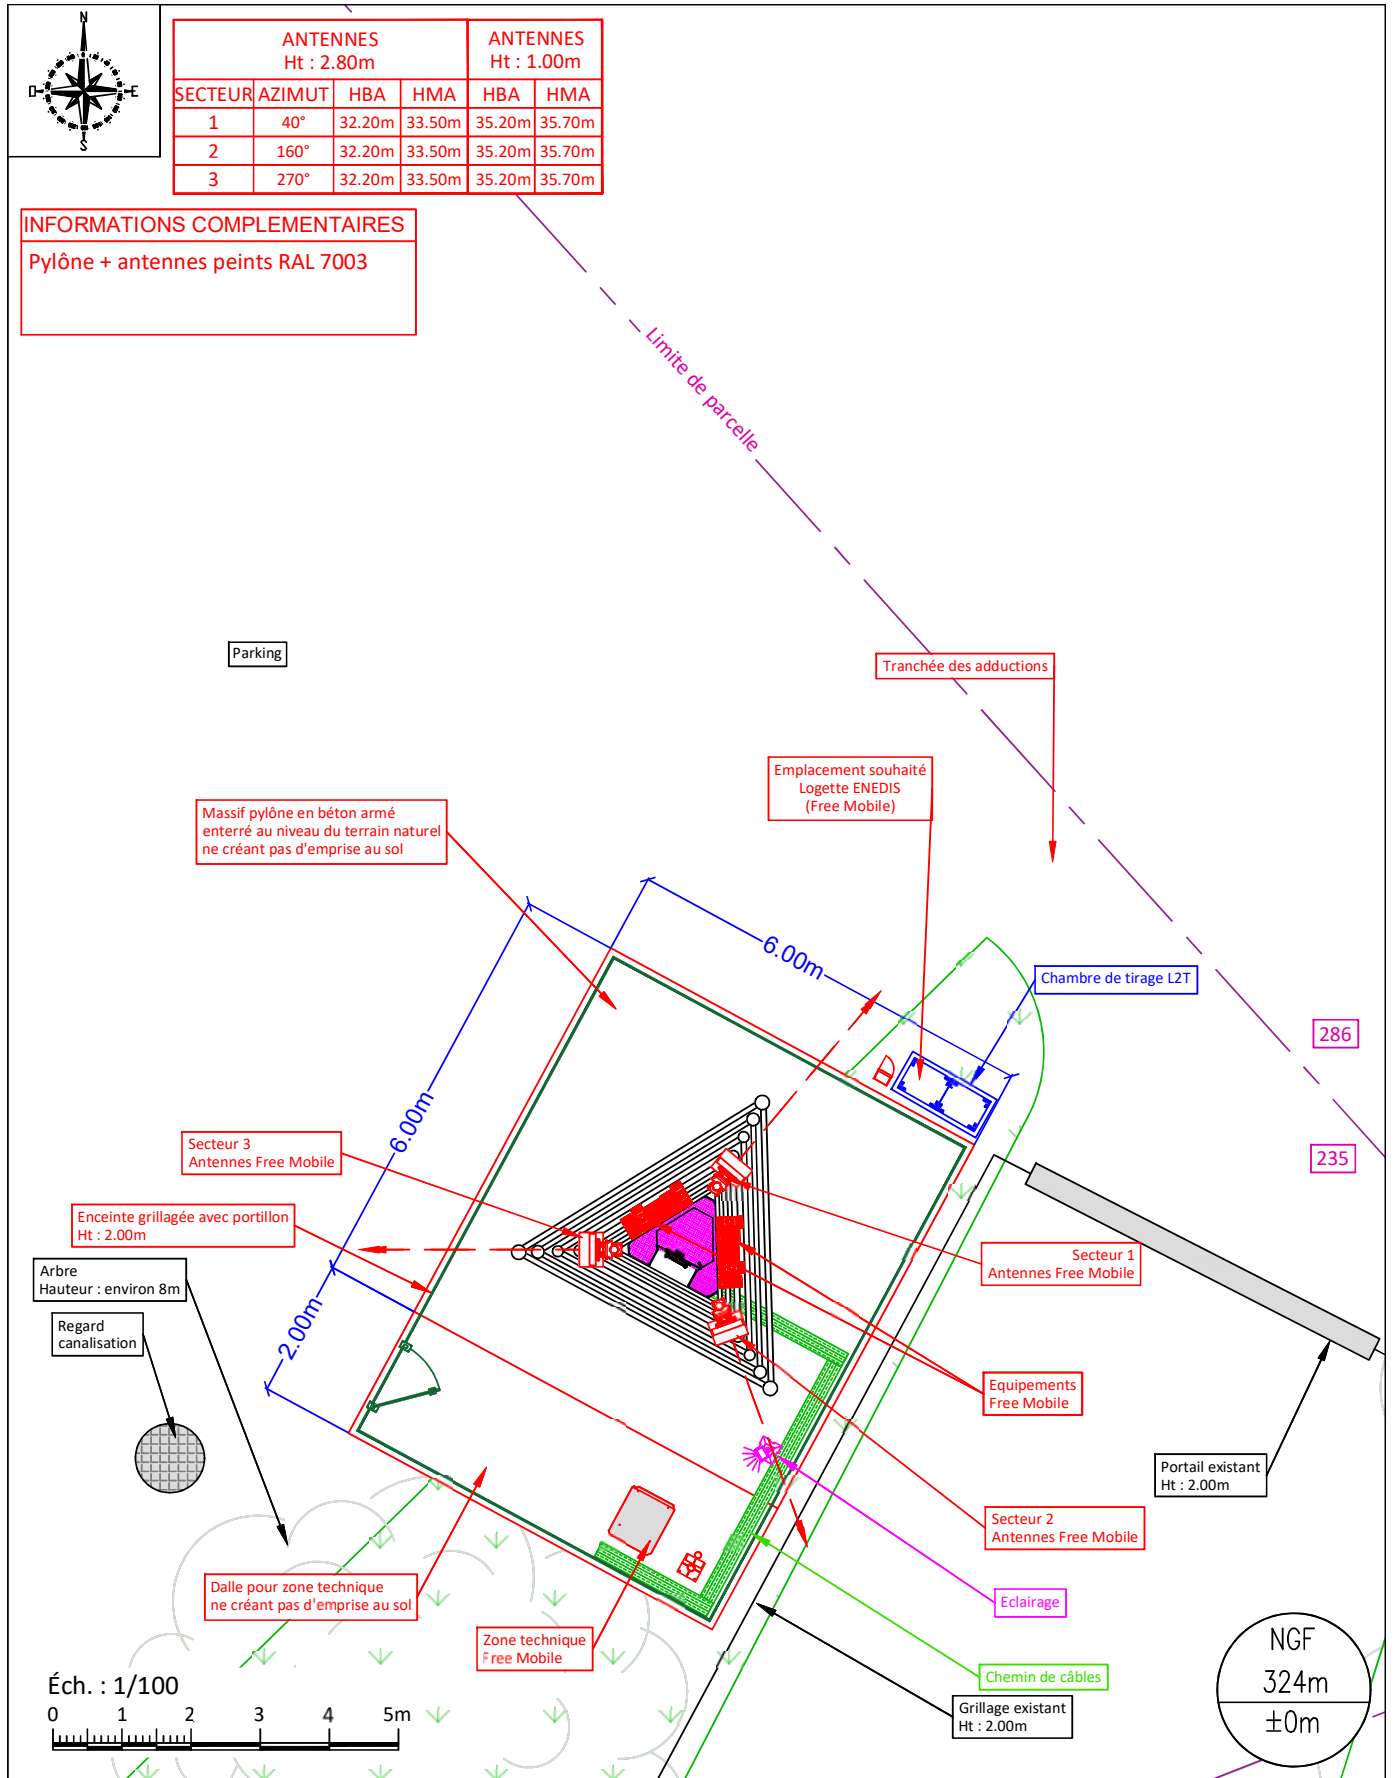 N
O
E
S
ANTENNES
Ht : 2.80m
ANTENNES
Ht : 1.00m
SECTEUR AZIMUT HBA HMA HBA HMA
1 40° 32.20m 33.50m 35.20m 35.70m
2 160° 32.20m 33.50m 35.20m 35.70m
3 270° 32.20m 33.50m 35.20m 35.70m
INFORMATIONS COMPLEMENTAIRES
Pylône + antennes peints RAL 7003
Limite de parcelle
Parking
Tranchée des adductions
Emplacement souhaité
Logette ENEDIS
(Free Mobile)
Massif pylône en béton armé
enterré au niveau du terrain naturel
ne créant pas d'emprise au sol
6.00m
Chambre de tirage L2T
286
6.00m
Secteur 3
Antennes Free Mobile
235
Enceinte grillagée avec portillon
Ht : 2.00m
Secteur 1
Antennes Free Mobile
Arbre
Hauteur : environ 8m
Regard
canalisation
2.00m
Equipements
Free Mobile
Portail existant
Ht : 2.00m
Secteur 2
Antennes Free Mobile
Dalle pour zone technique
ne créant pas d'emprise au sol
Eclairage
Zone technique
Free Mobile
Chemin de câbles
Grillage existant
Ht : 2.00m
NGF
324m
±0m
Éch. : 1/100
0 1 2 3 4 5m